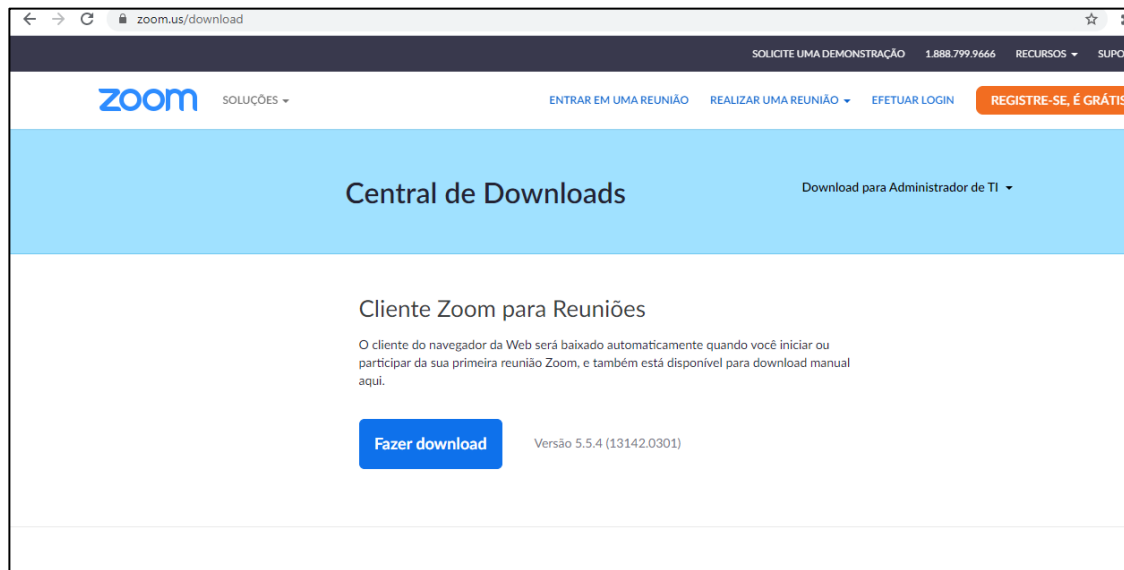 zoom.us/download
SOLICITE UMA DEMONSTRAÇÃO 1.888.799.9666 RECURSOS SUPO
zoom SOLUÇÕES ENTRAR EM UMA REUNIÃO REALIZAR UMA REUNIÃO EFETUAR LOGIN REGISTRE-SE, É GRÁTIS
Central de Downloads Download para Administrador de TI
Cliente Zoom para Reuniões
O cliente do navegador da Web será baixado automaticamente quando você iniciar ou
participar da sua primeira reunião Zoom, e também está disponível para download manual
aqui.
Fazer download Versão 5.5.4 (13142.0301)